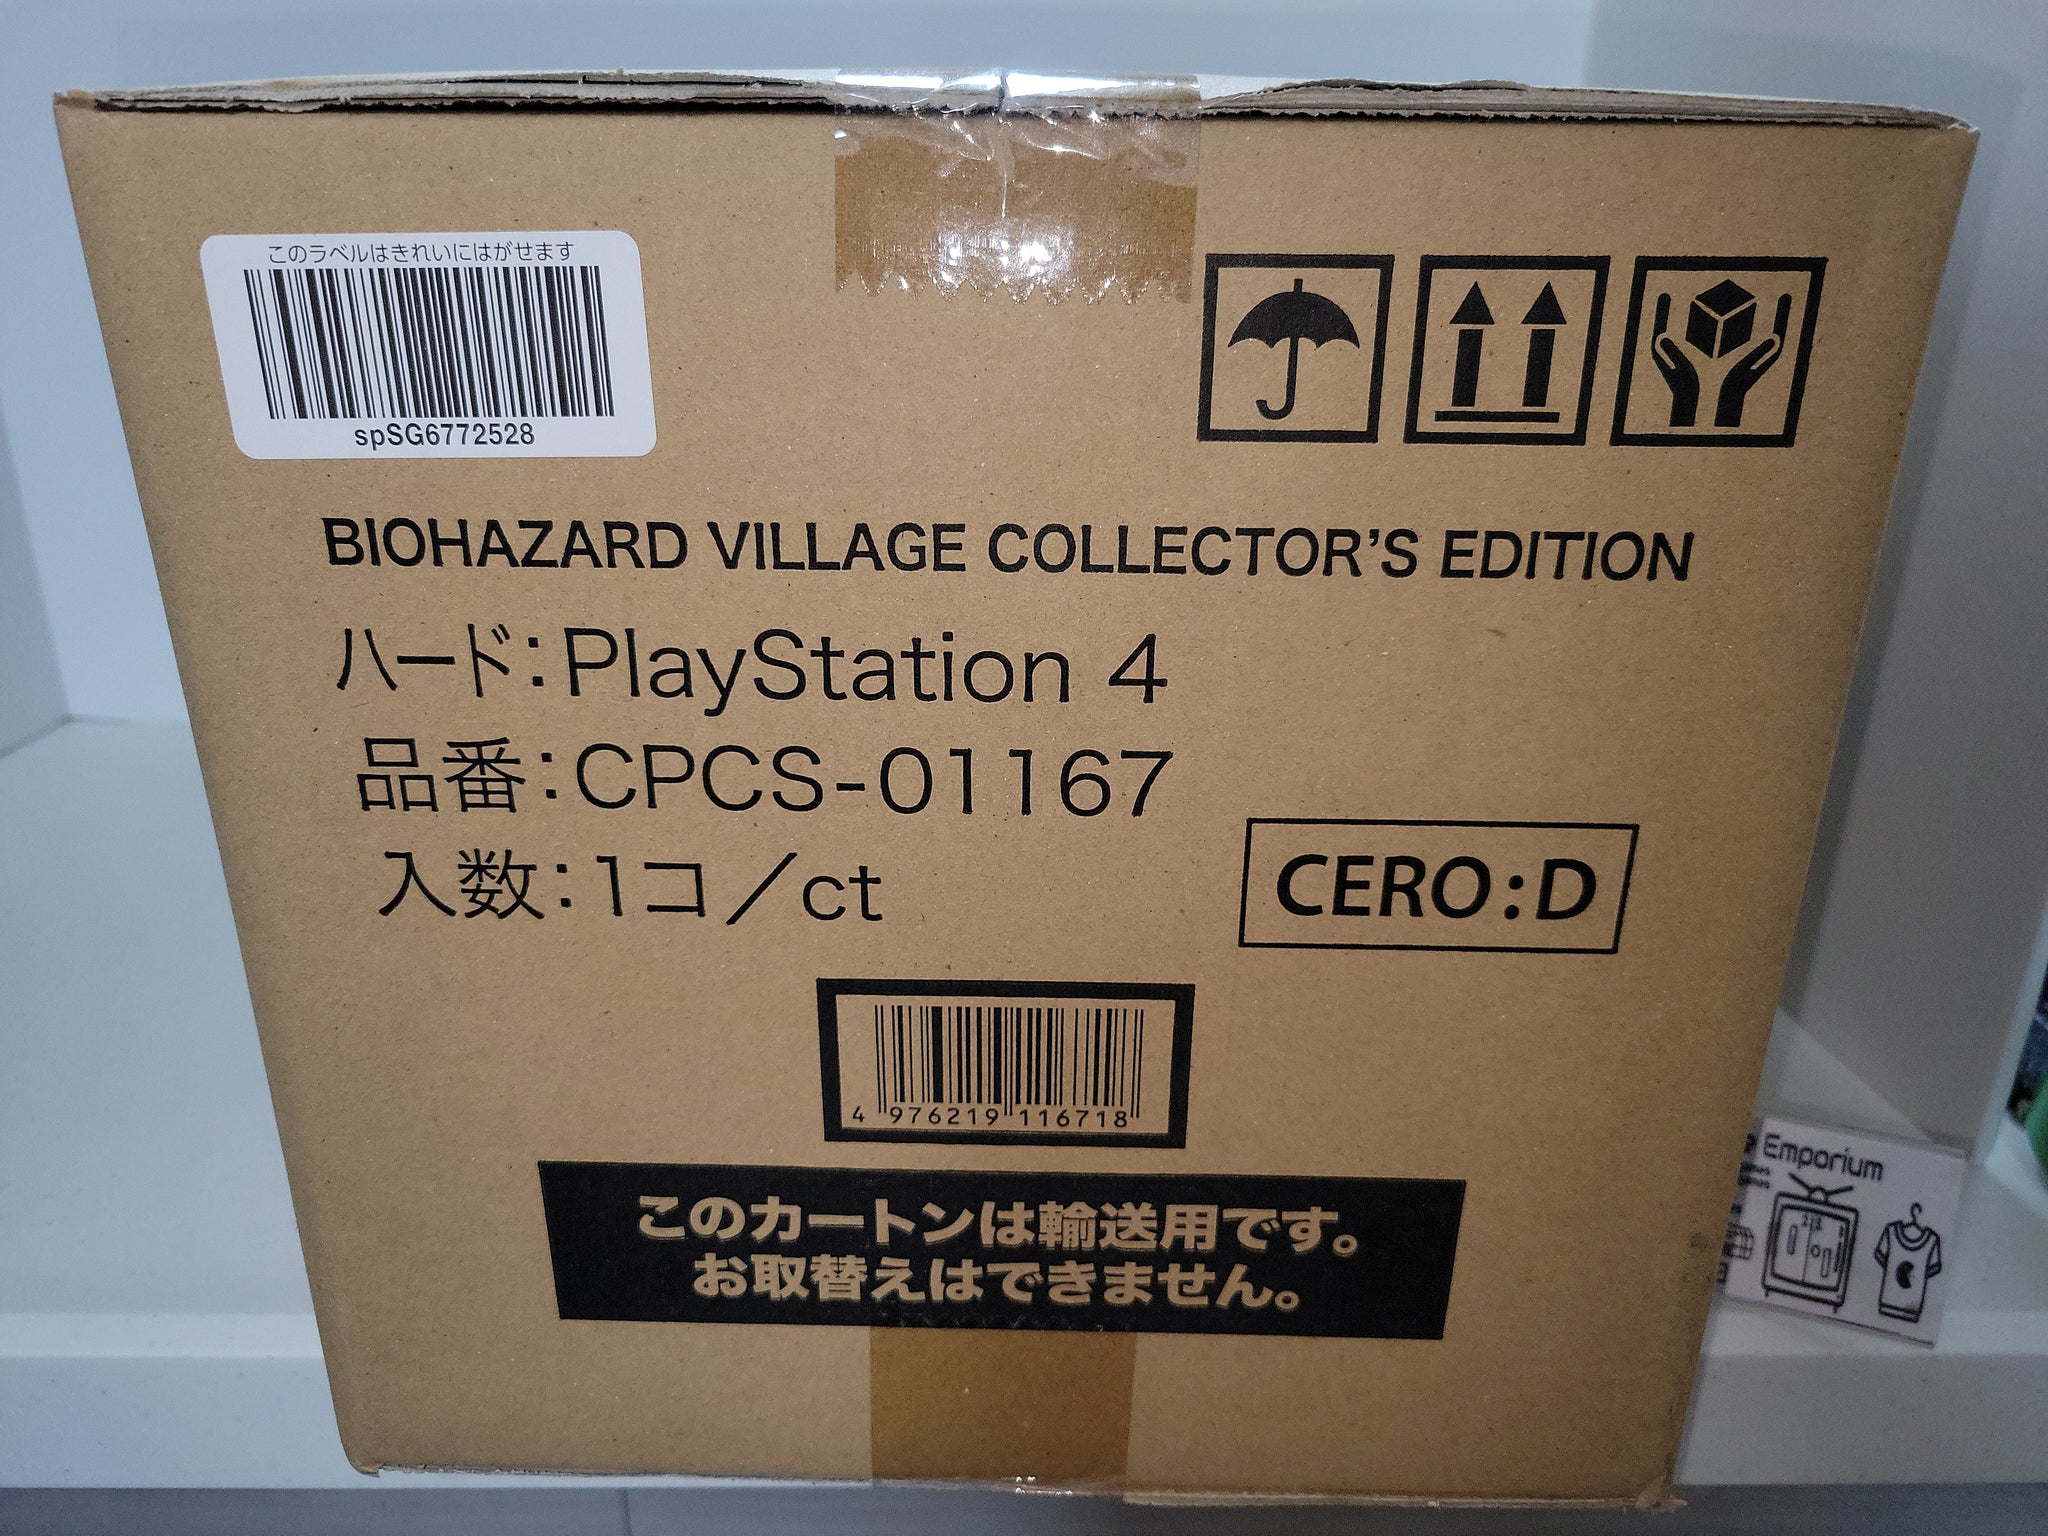 このラベルはきれいにはがせます
spSG6772528
BIOHAZARD VILLAGE COLLECTOR'S EDITION
ハード:PlayStation 4
品番:CPCS-01167
入数:1コ/ct
CERO:D
4 976219 116718
このカートンは輸送用です。
お取替えはできません。
Emporium